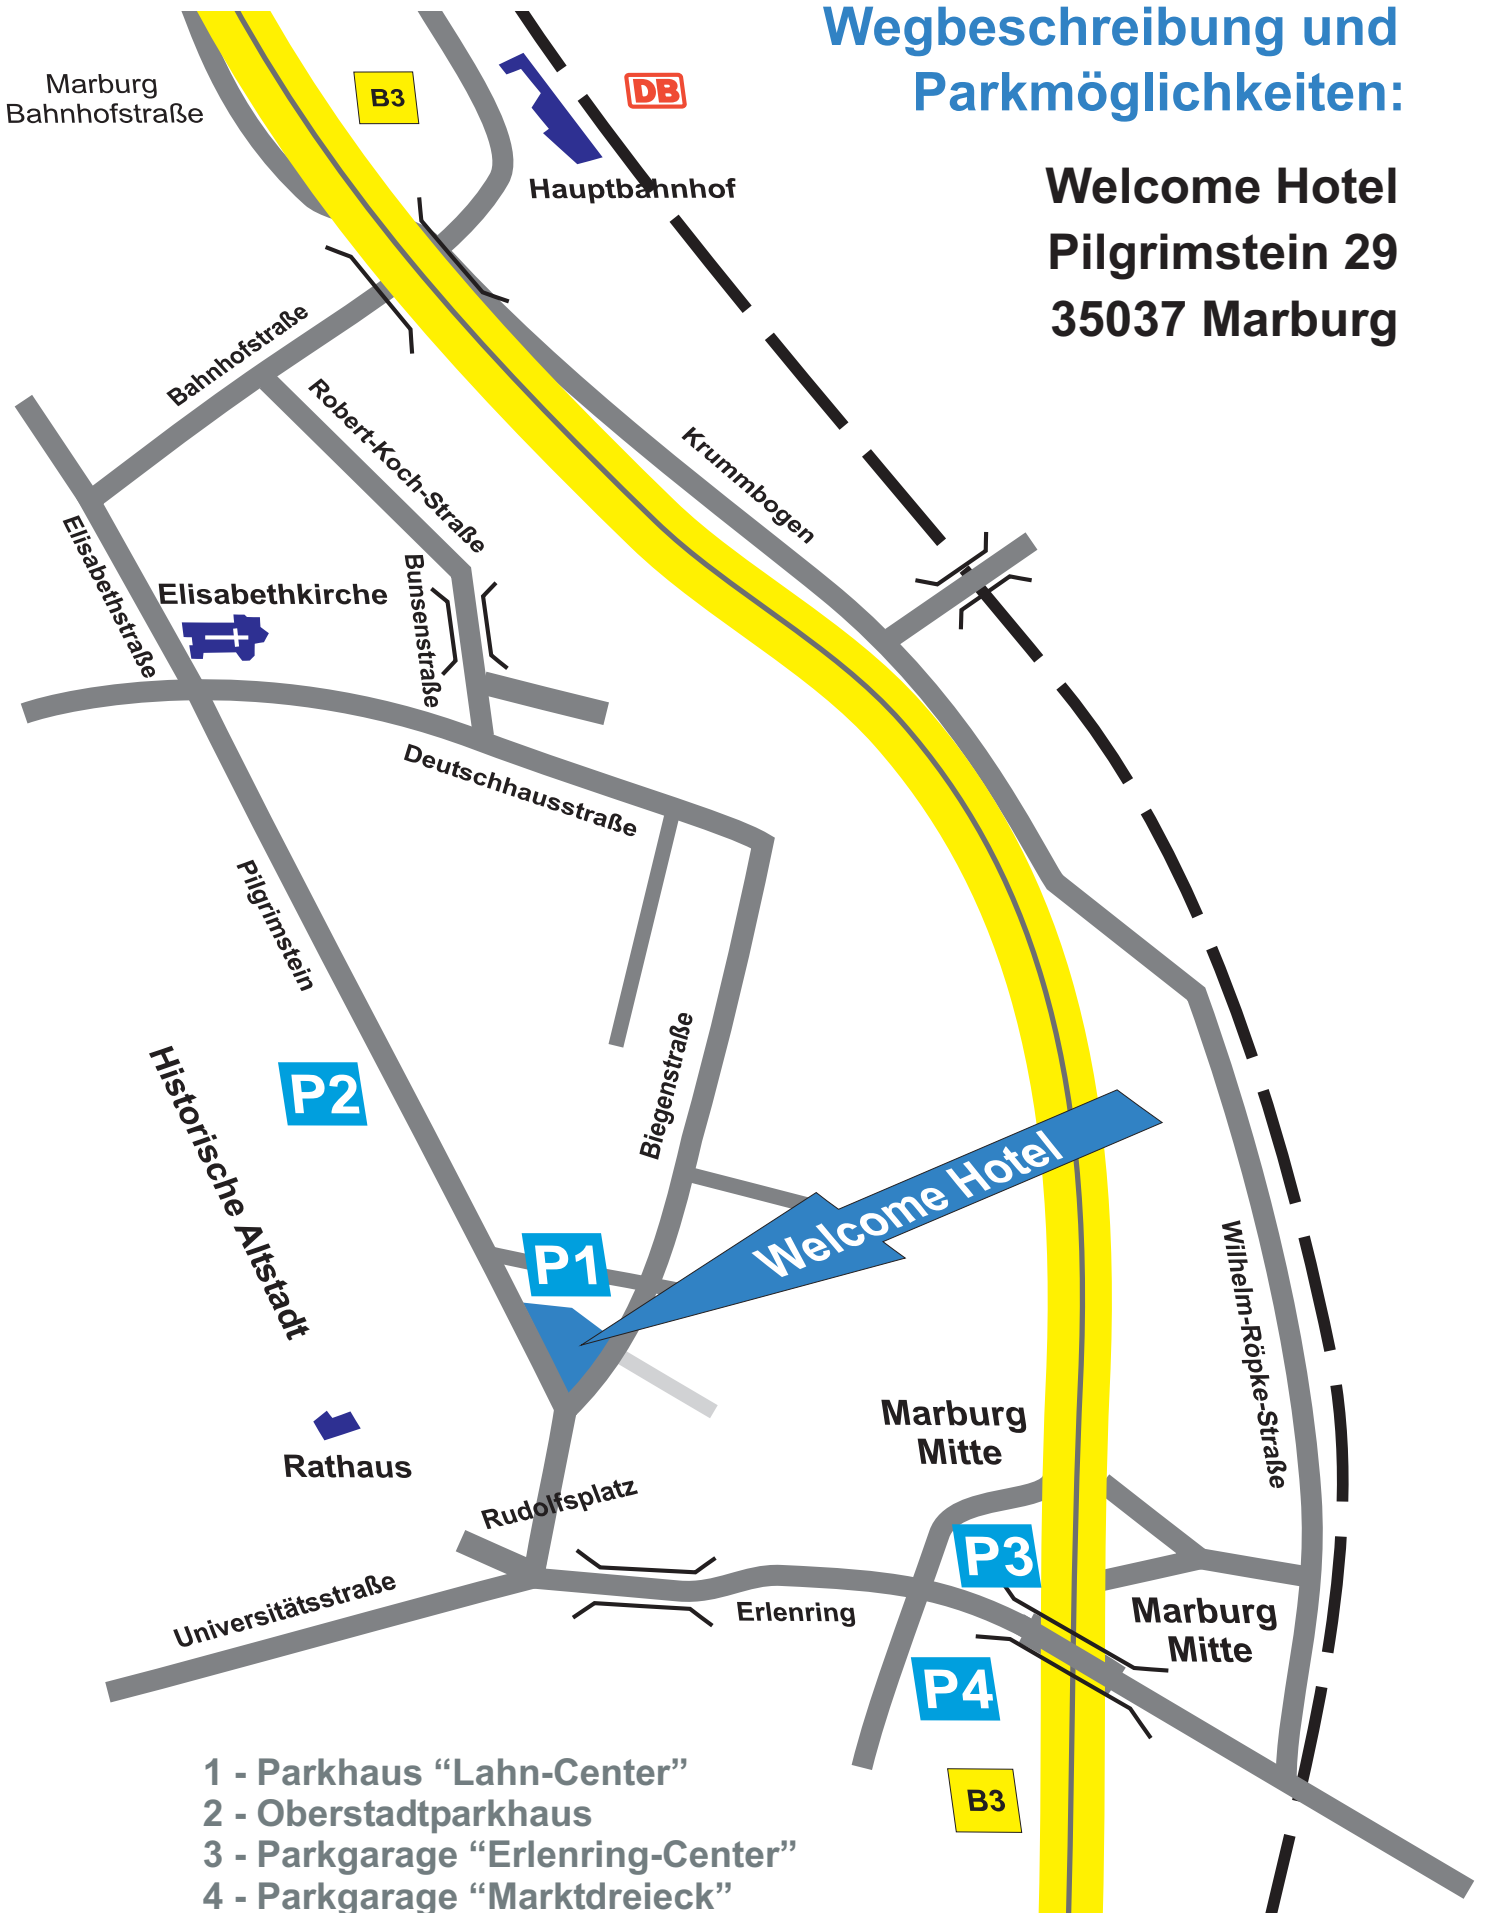 Wegbeschreibung und
Parkmöglichkeiten:
Welcome Hotel
Pilgrimstein 29
35037 Marburg
Marburg
Bahnhofstraße
B3
DB
Hauptbahnhof
Bahnhofstraße
Robert-Koch-Straße
Krummbogen
Elisabethstraße
Elisabethkirche
Bunsenstraße
Deutschhausstraße
Pilgrimstein
Biegenstraße
Historische Altstadt
P2
P1
Welcome Hotel
Wilhelm-Röpke-Straße
Rathaus
Marburg
Mitte
Rudolfsplatz
P3
Universitätsstraße
Erlenring
Marburg
Mitte
P4
B3
1 - Parkhaus “Lahn-Center”
2 - Oberstadtparkhaus
3 - Parkgarage “Erlenring-Center”
4 - Parkgarage “Marktdreieck”